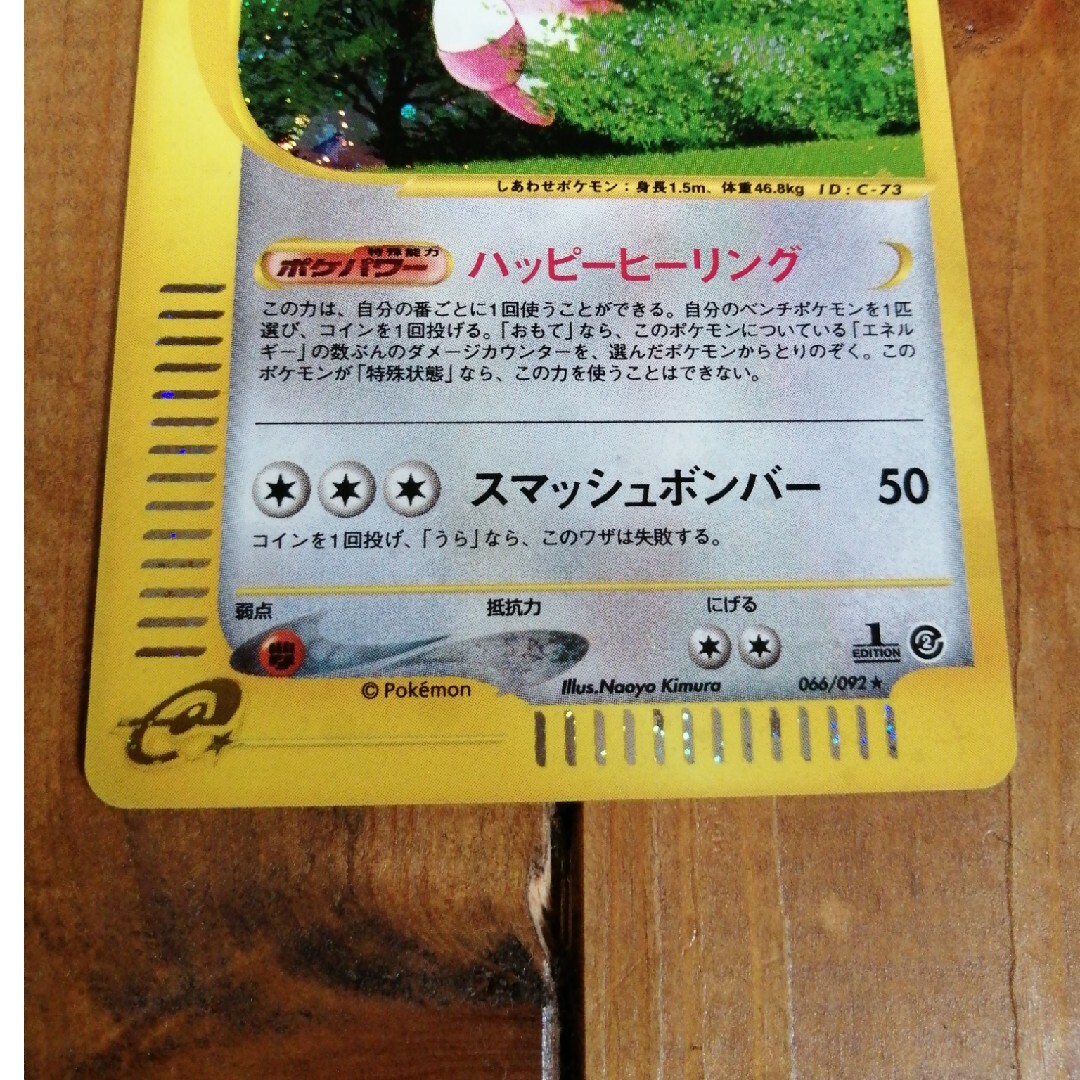 しあわせポケモン：身長1.5m、体重46.8kg ID:C-73
特殊能力
ポケパワー ハッピーヒーリング
この力は、自分の番ごとに1回使うことができる。自分のベンチポケモンを1匹
選び、コインを1回投げる。「おもて」なら、このポケモンについている「エネル
ギー」の数ぶんのダメージカウンターを、選んだポケモンからとりのぞく。この
ポケモンが「特殊状態」なら、この力を使うことはできない。
スマッシュボンバー 50
コインを1回投げ、「うら」なら、このワザは失敗する。
弱点 抵抗力 にげる
1
EDITION
©Pokémon Illus.Naoyo Kimura 066/092★
e